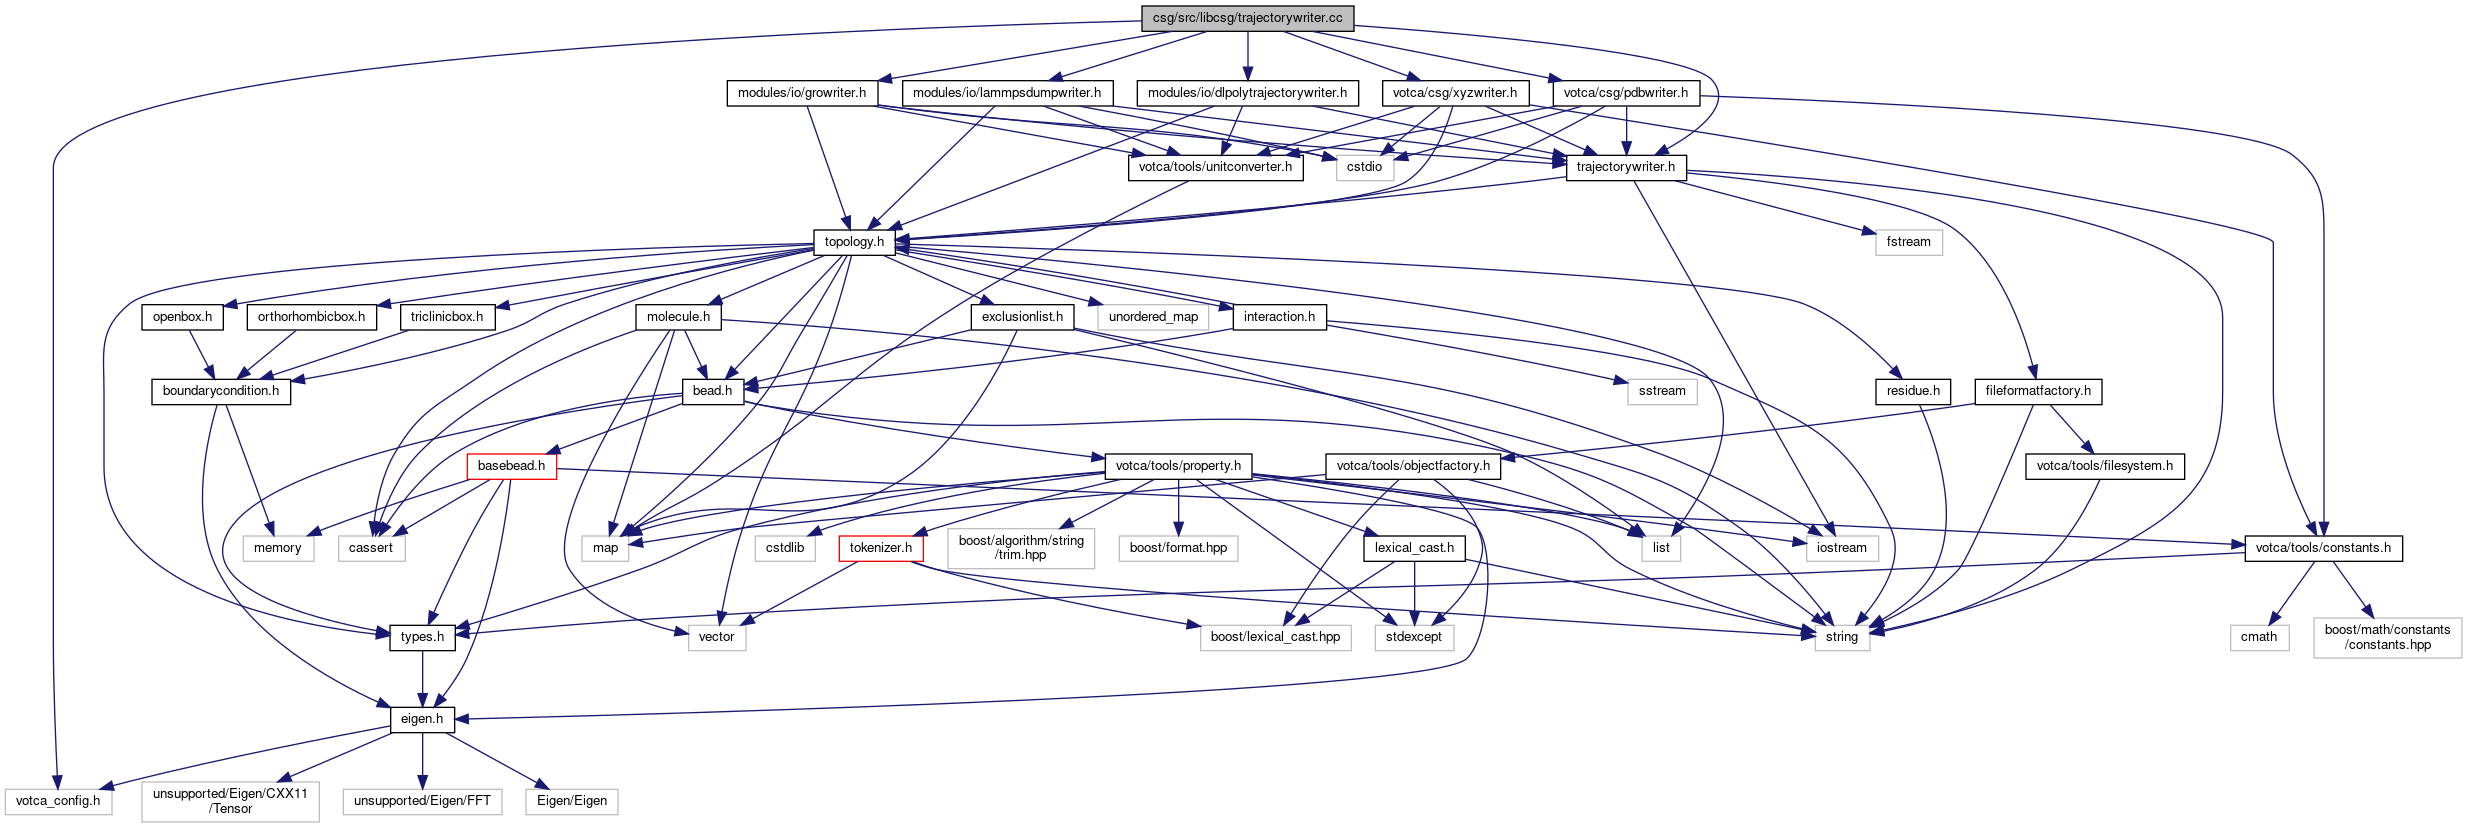 csg/src/libcsg/trajectorywriter.cc
modules/io/growriter.h
modules/io/lammpsdumpwriter.h
modules/io/dlpolytrajectorywriter.h
votca/csg/xyzwriter.h
votca/csg/pdbwriter.h
votca/tools/unitconverter.h
cstdio
trajectorywriter.h
topology.h
fstream
openbox.h
orthorhombicbox.h
triclinicbox.h
molecule.h
exclusionlist.h
unordered_map
interaction.h
boundarycondition.h
bead.h
sstream
residue.h
fileformatfactory.h
basebead.h
votca/tools/property.h
votca/tools/objectfactory.h
votca/tools/filesystem.h
memory
cassert
map
cstdlib
tokenizer.h
boost/algorithm/string
/trim.hpp
boost/format.hpp
lexical_cast.h
list
iostream
votca/tools/constants.h
types.h
vector
boost/lexical_cast.hpp
stdexcept
string
cmath
boost/math/constants
/constants.hpp
eigen.h
votca_config.h
unsupported/Eigen/CXX11
/Tensor
unsupported/Eigen/FFT
Eigen/Eigen